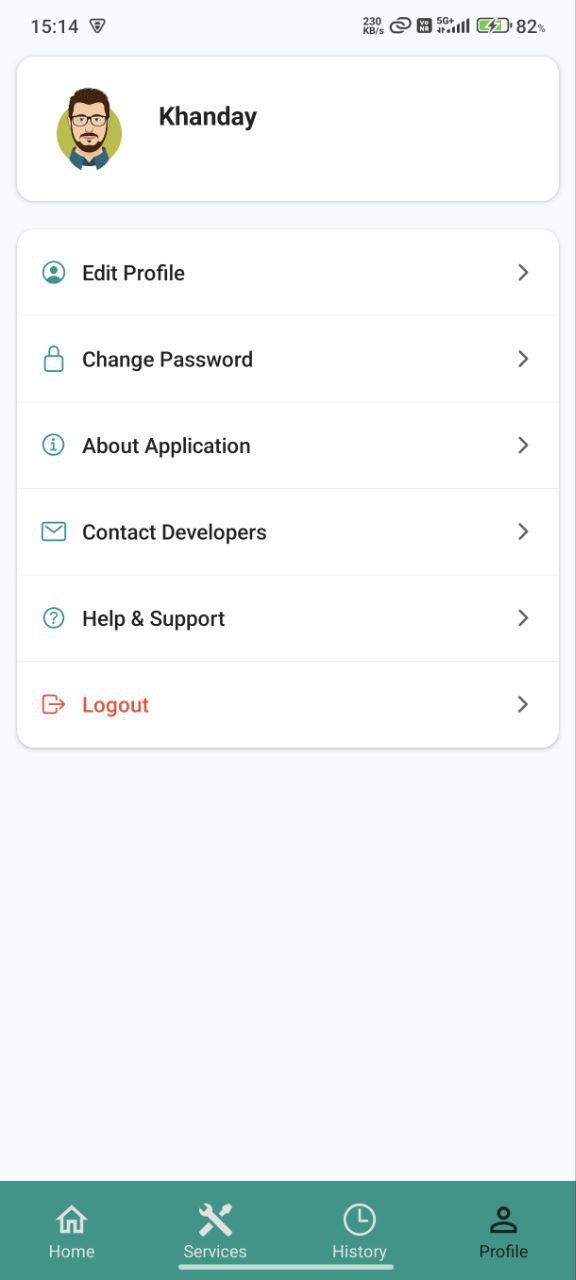 15:14 230 KB/s Vo NR 5G+ 82%
Khanday
Edit Profile
Change Password
About Application
Contact Developers
Help & Support
Logout
Home Services History Profile